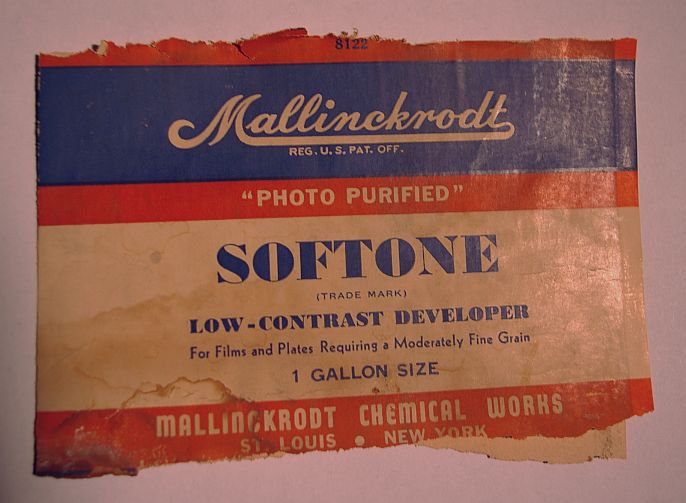 8122
Mallinckrodt
REG. U. S. PAT. OFF.
"PHOTO PURIFIED"
SOFTONE
(TRADE MARK)
LOW-CONTRAST DEVELOPER
For Films and Plates Requiring a Moderately Fine Grain
1 GALLON SIZE
MALLINCKRODT CHEMICAL WORKS
ST. LOUIS • NEW YORK